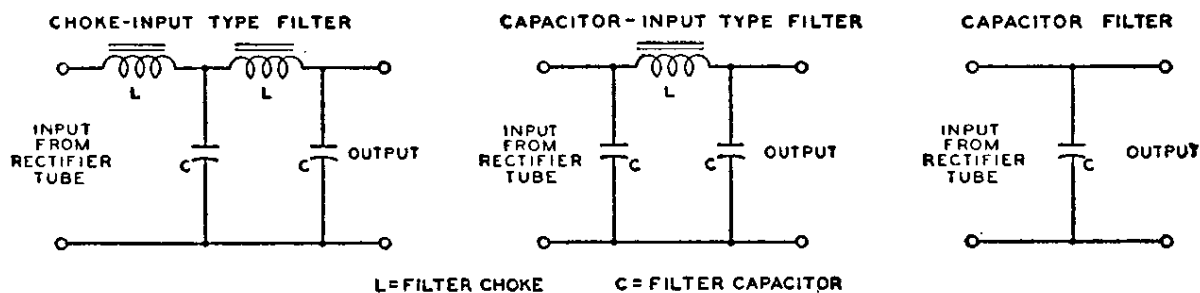 CHOKE-INPUT TYPE FILTER
L
L
C
C
INPUT
FROM
RECTIFIER
TUBE
OUTPUT
CAPACITOR-INPUT TYPE FILTER
L
C
C
INPUT
FROM
RECTIFIER
TUBE
OUTPUT
CAPACITOR FILTER
C
INPUT
FROM
RECTIFIER
TUBE
OUTPUT
L=FILTER CHOKE
C=FILTER CAPACITOR